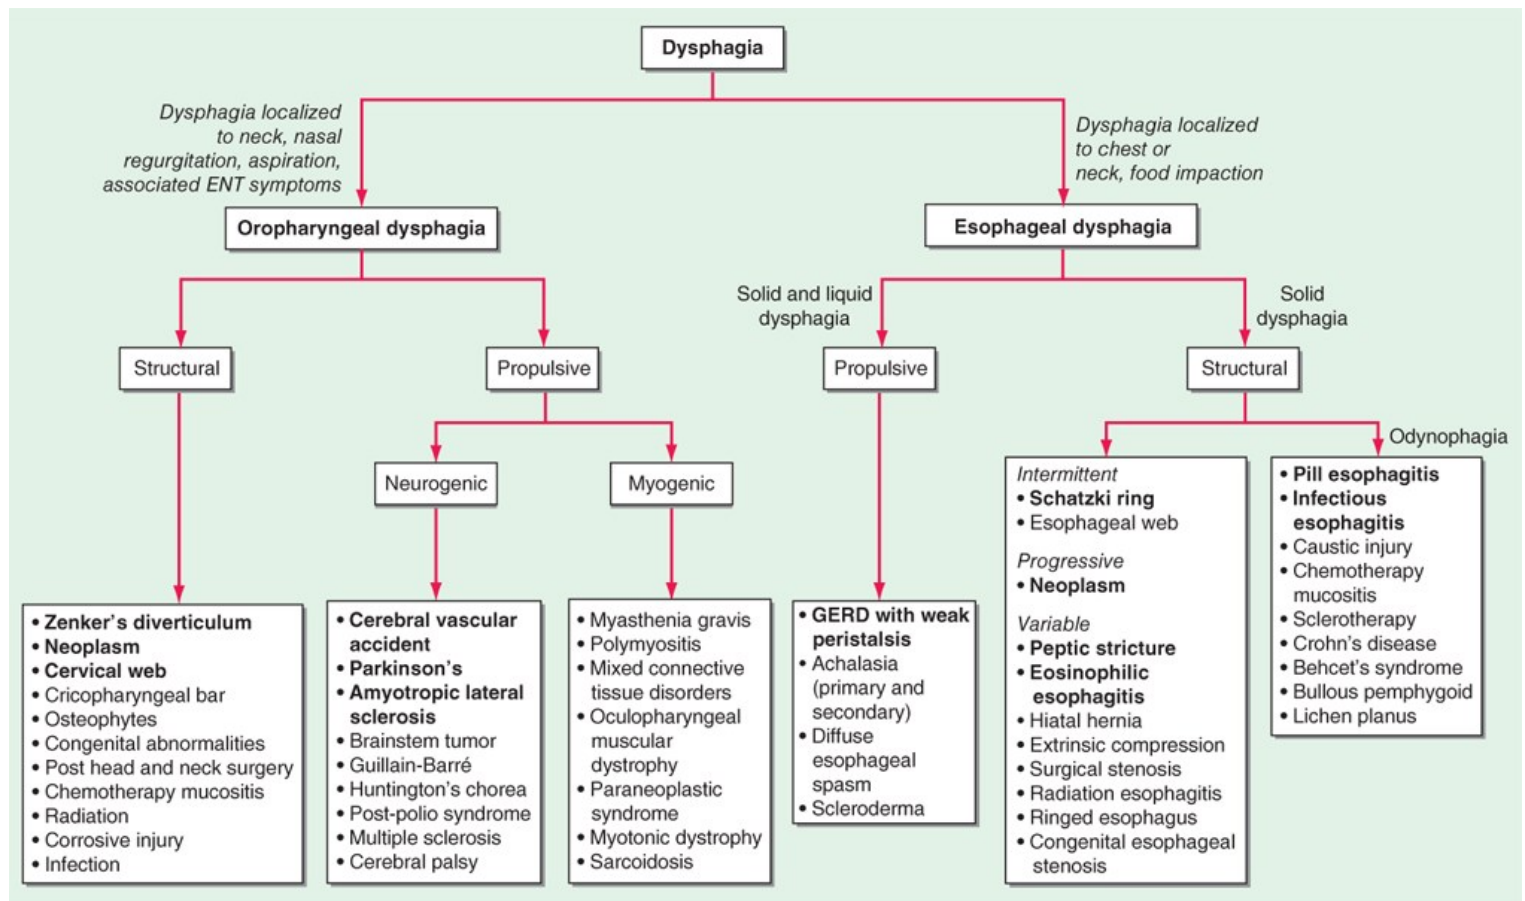 Dysphagia
Dysphagia localized
to neck, nasal
regurgitation, aspiration,
associated ENT symptoms
Dysphagia localized
to chest or
neck, food impaction
Oropharyngeal dysphagia
Esophageal dysphagia
Solid and liquid
dysphagia
Solid
dysphagia
Structural
Propulsive
Propulsive
Structural
Odynophagia
Neurogenic
Myogenic
• Zenker's diverticulum
• Neoplasm
• Cervical web
• Cricopharyngeal bar
• Osteophytes
• Congenital abnormalities
• Post head and neck surgery
• Chemotherapy mucositis
• Radiation
• Corrosive injury
• Infection
• Cerebral vascular
accident
• Parkinson's
• Amyotropic lateral
sclerosis
• Brainstem tumor
• Guillain-Barré
• Huntington's chorea
• Post-polio syndrome
• Multiple sclerosis
• Cerebral palsy
• Myasthenia gravis
• Polymyositis
• Mixed connective
tissue disorders
• Oculopharyngeal
muscular
dystrophy
• Paraneoplastic
syndrome
• Myotonic dystrophy
• Sarcoidosis
• GERD with weak
peristalsis
• Achalasia
(primary and
secondary)
• Diffuse
esophageal
spasm
• Scleroderma
Intermittent
• Schatzki ring
• Esophageal web
Progressive
• Neoplasm
Variable
• Peptic stricture
• Eosinophilic
esophagitis
• Hiatal hernia
• Extrinsic compression
• Surgical stenosis
• Radiation esophagitis
• Ringed esophagus
• Congenital esophageal
stenosis
• Pill esophagitis
• Infectious
esophagitis
• Caustic injury
• Chemotherapy
mucositis
• Sclerotherapy
• Crohn's disease
• Behcet's syndrome
• Bullous pemphygoid
• Lichen planus